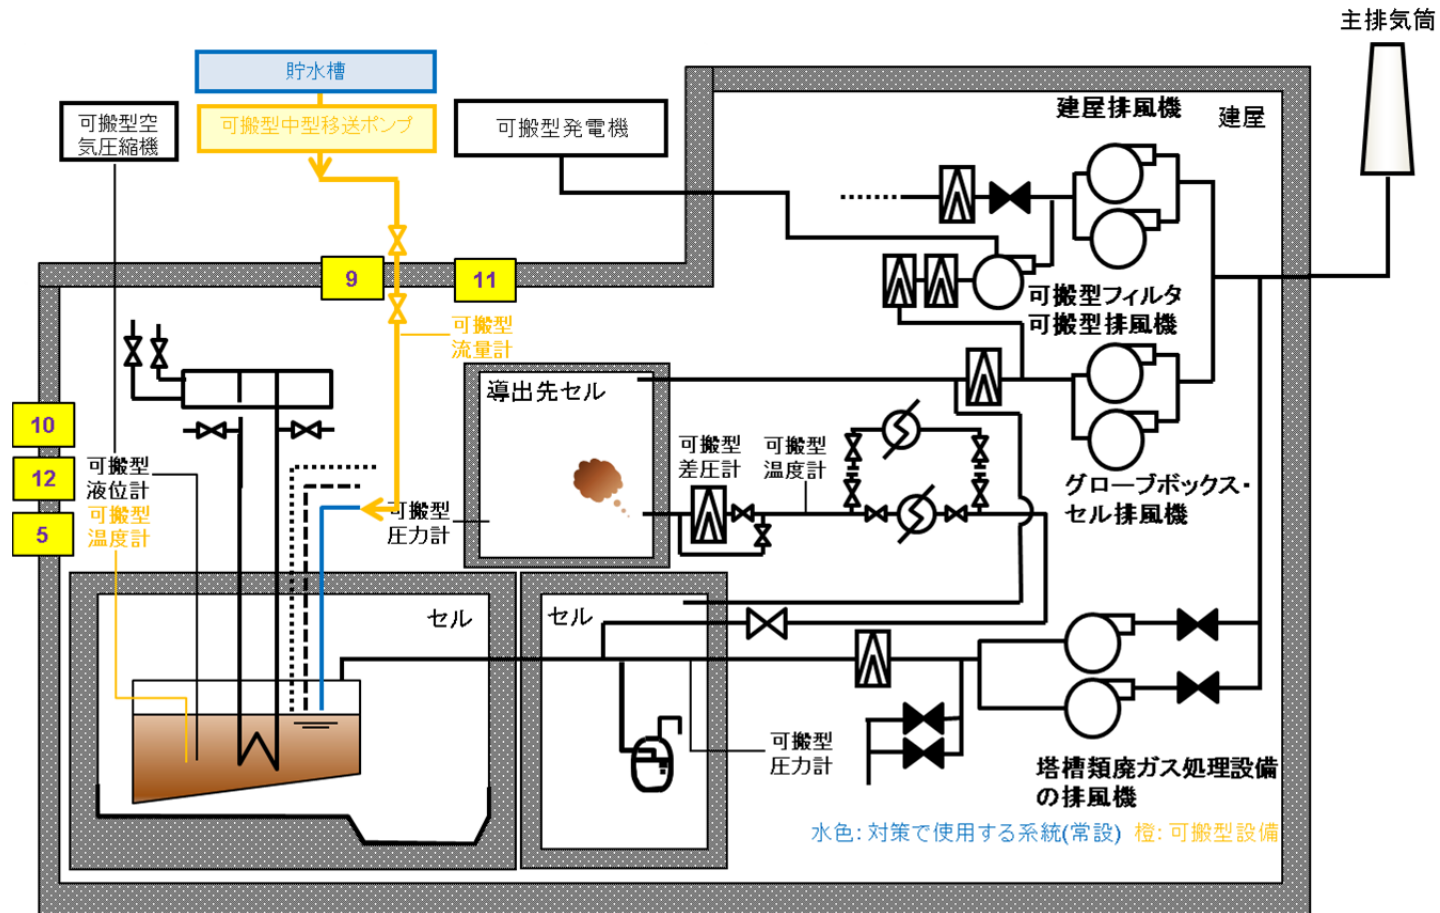 主排気筒
貯水槽
可搬型空
気圧縮機
可搬型中型移送ポンプ
可搬型発電機
建屋排風機
建屋
9
11
可搬型フィルタ
可搬型排風機
可搬型
流量計
導出先セル
10
12
5
可搬型
液位計
可搬型
温度計
可搬型
圧力計
可搬型
差圧計
可搬型
温度計
グローブボックス・
セル排風機
セル
セル
可搬型
圧力計
塔槽類廃ガス処理設備
の排風機
水色：対策で使用する系統(常設) 橙：可搬型設備